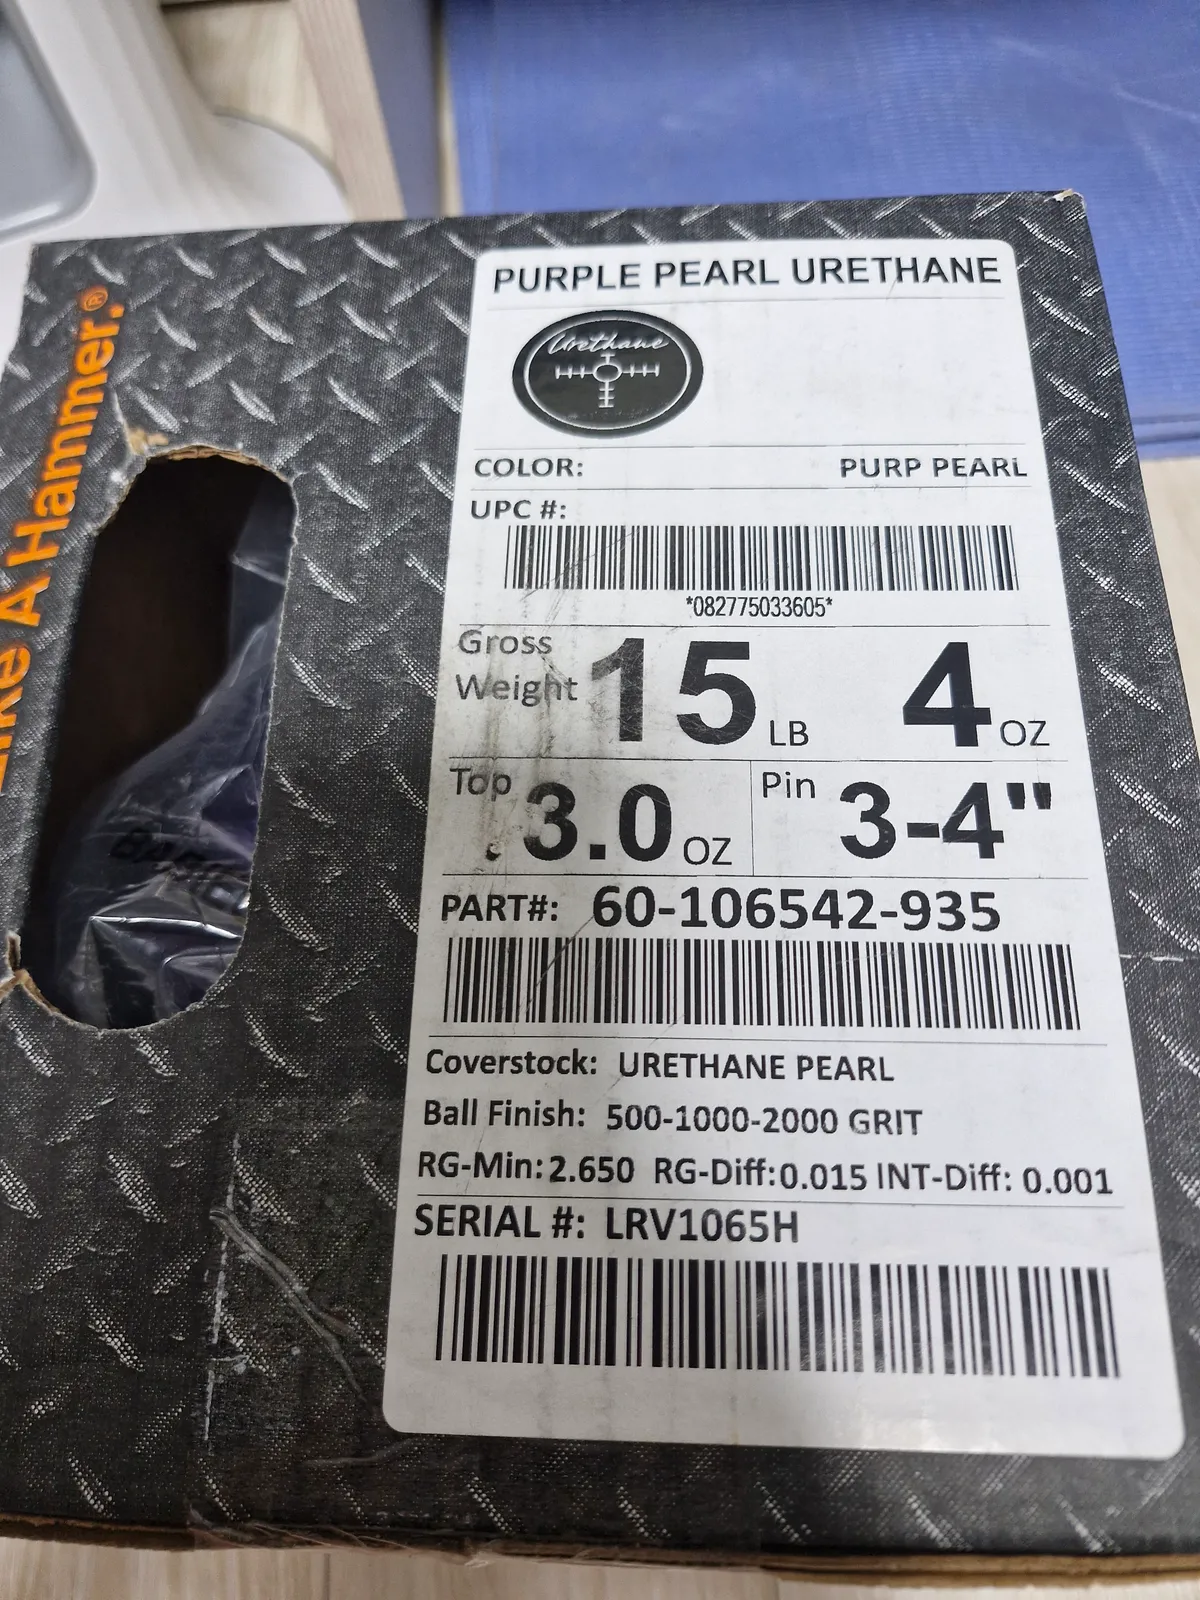 Like A Hammer.®
PURPLE PEARL URETHANE
Urethane
COLOR: PURP PEARL
UPC #:
*082775033605*
Gross
Weight 15 LB 4 OZ
Top 3.0 OZ Pin 3-4"
PART#: 60-106542-935
Coverstock: URETHANE PEARL
Ball Finish: 500-1000-2000 GRIT
RG-Min: 2.650 RG-Diff: 0.015 INT-Diff: 0.001
SERIAL #: LRV1065H